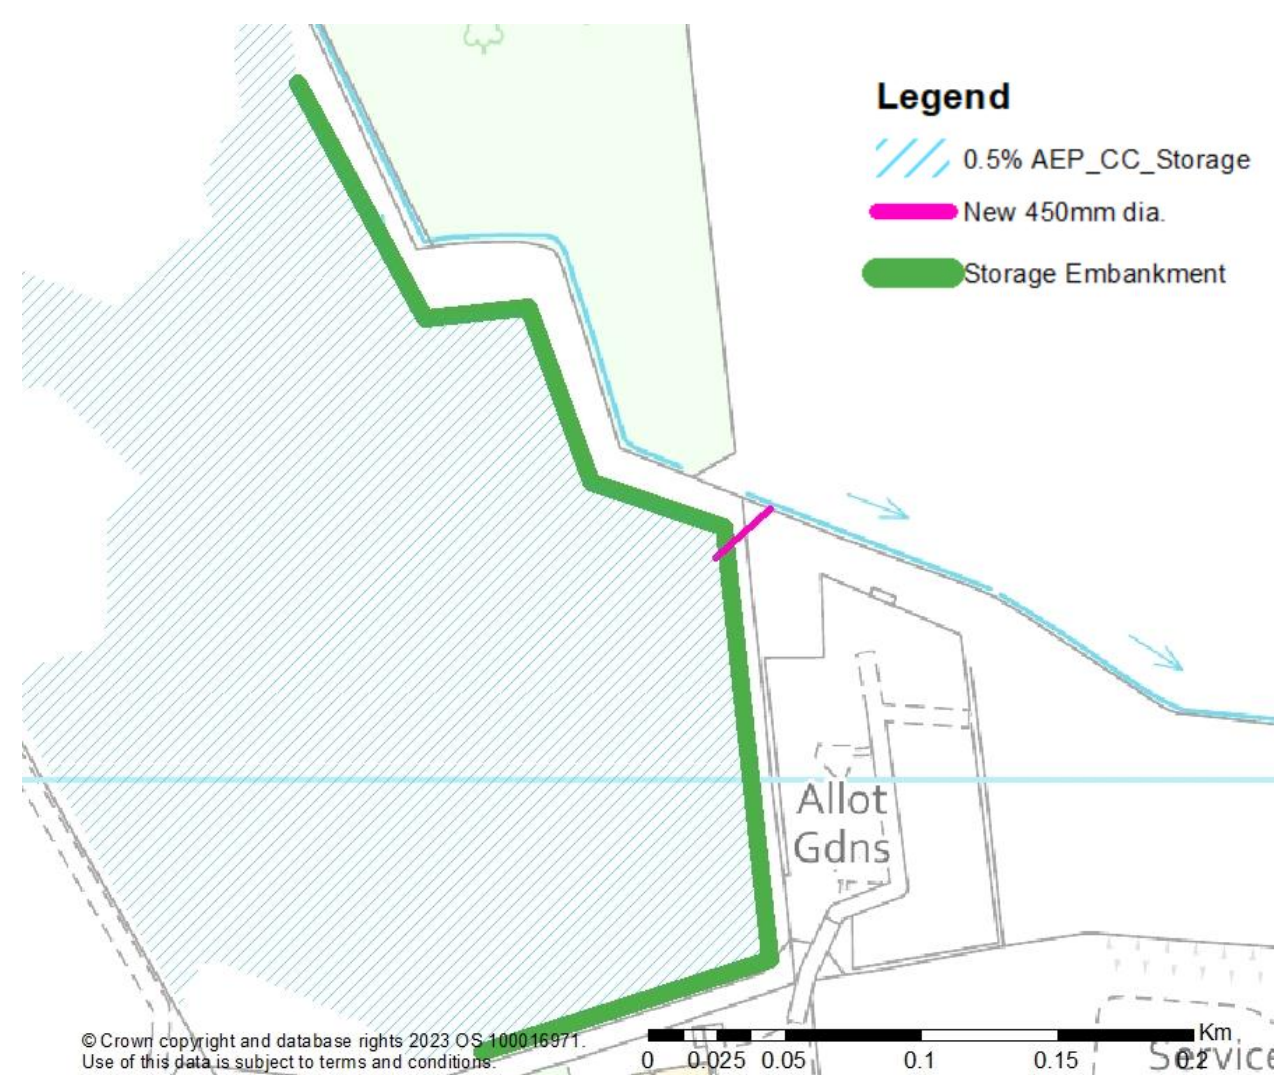 Legend
0.5% AEP_CC_Storage
New 450mm dia.
Storage Embankment
Allot
Gdns
© Crown copyright and database rights 2023 OS 100016971.
Use of this data is subject to terms and conditions.
Km
0 0.025 0.05 0.1 0.15 0.2
Service